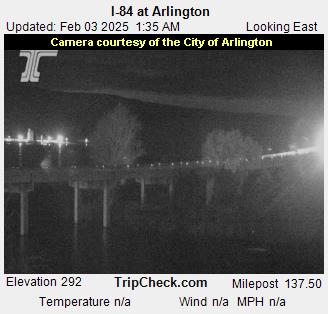 I-84 at Arlington
Updated: Feb 03 2025 1:35 AM Looking East
Camera courtesy of the City of Arlington
Elevation 292 TripCheck.com Milepost 137.50
Temperature n/a Wind n/a MPH n/a